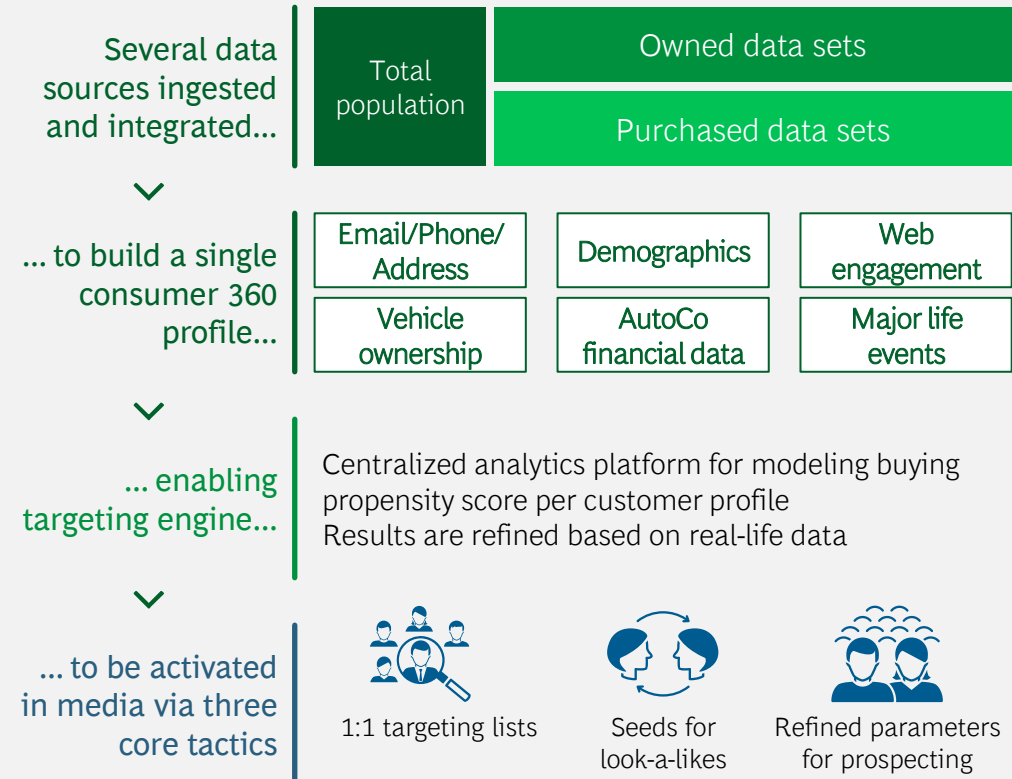 Several data
sources ingested
and integrated...
Total
population
Owned data sets
Purchased data sets
... to build a single
consumer 360
profile...
Email/Phone/
Address
Demographics
Web
engagement
Vehicle
ownership
AutoCo
financial data
Major life
events
... enabling
targeting engine...
Centralized analytics platform for modeling buying
propensity score per customer profile
Results are refined based on real-life data
... to be activated
in media via three
core tactics
1:1 targeting lists
Seeds for
look-a-likes
Refined parameters
for prospecting